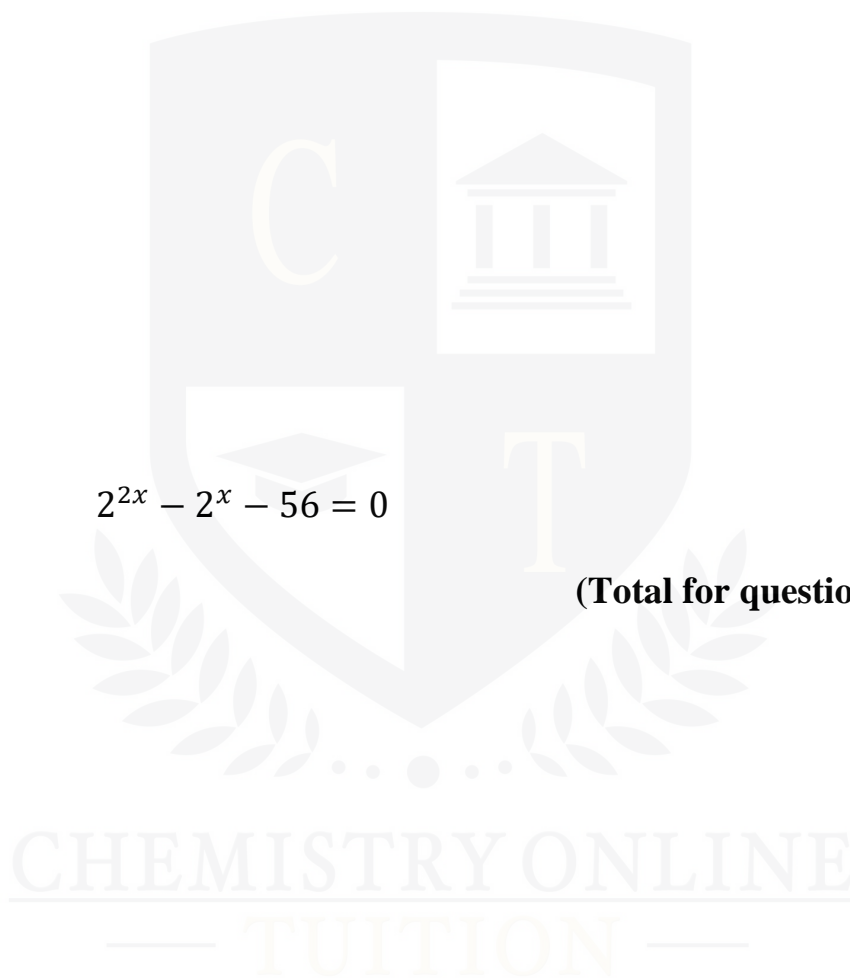 C
T
2^{2x} − 2^x − 56 = 0
(Total for questio
CHEMISTRY ONLINE
TUITION